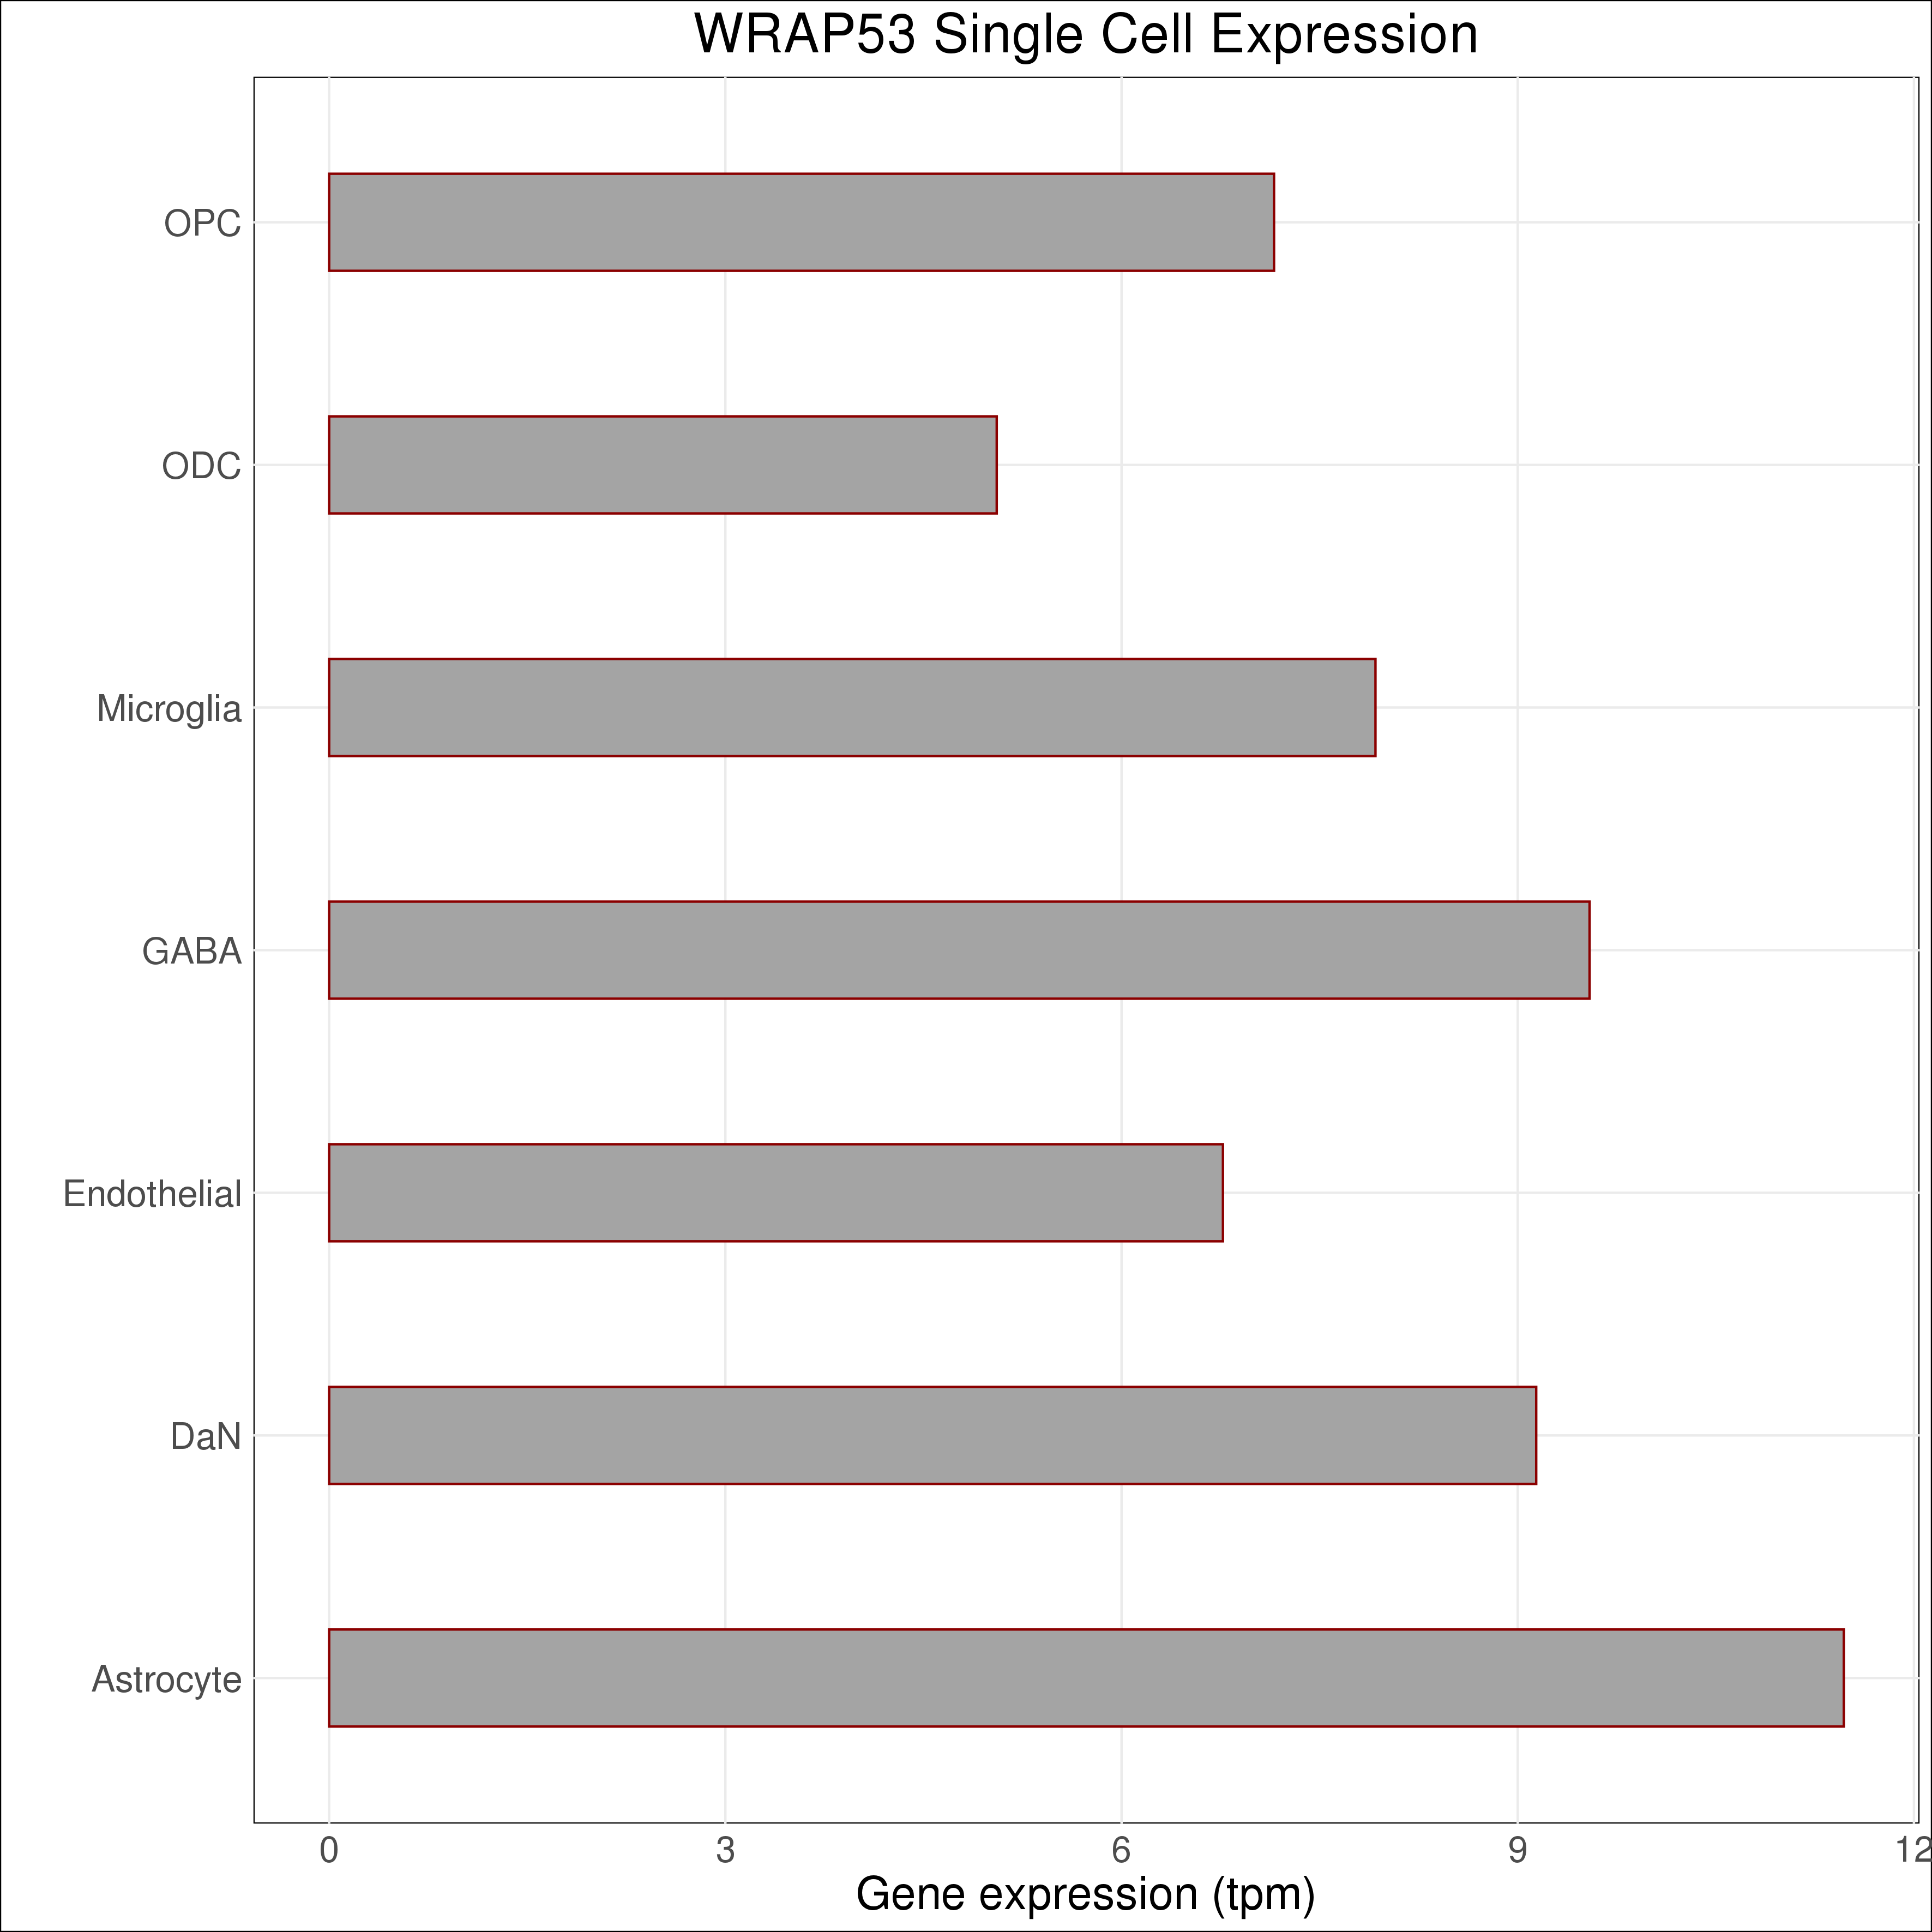 WRAP53 Single Cell Expression
OPC
ODC
Microglia
GABA
Endothelial
DaN
Astrocyte
0 3 6 9 12
Gene expression (tpm)